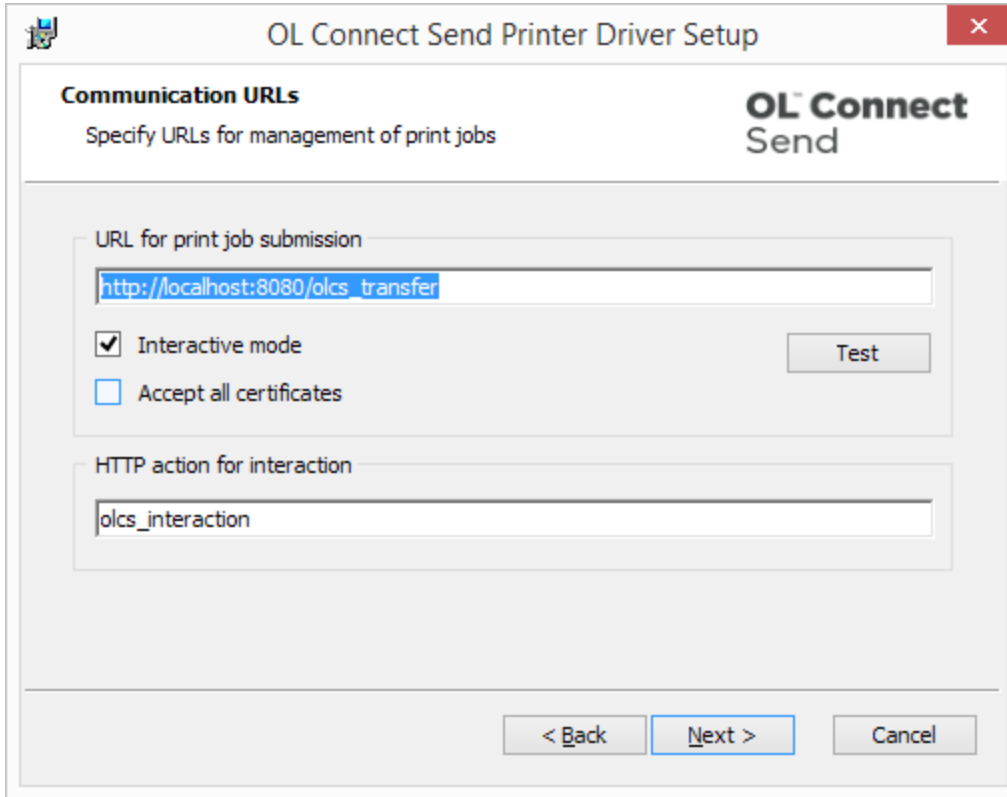 OL Connect Send Printer Driver Setup
Communication URLs
Specify URLs for management of print jobs
OL™ Connect
Send
URL for print job submission
http://localhost:8080/olcs_transfer
Interactive mode
Test
Accept all certificates
HTTP action for interaction
olcs_interaction
< Back
Next >
Cancel